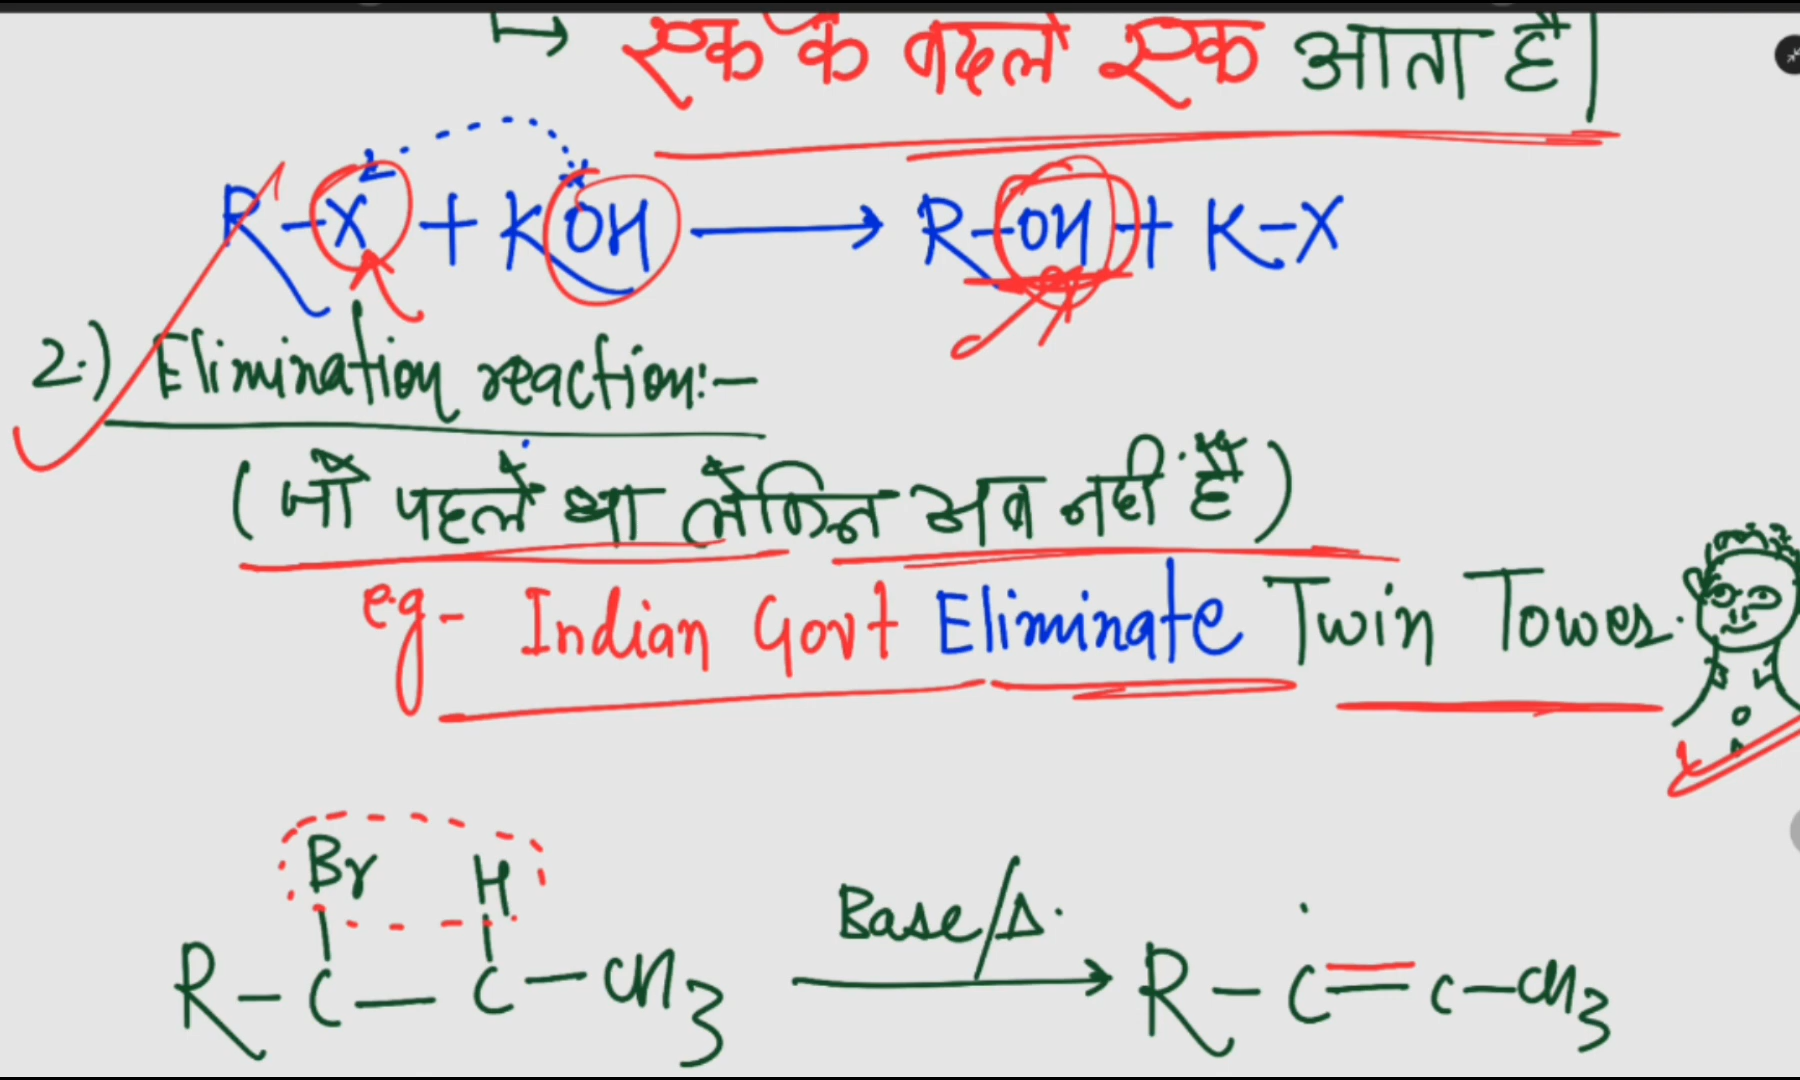 ↳ एक के बदले एक आता है|
R-X + KOH ⟶ R-OH + K-X
2.) Elimination reaction:-
(जो पहले था लेकिन अब नहीं है)
eg- Indian Govt Eliminate Twin Tower.
Br H
Base/Δ
R-C-C-CH3 ⟶ R-C=C-CH3